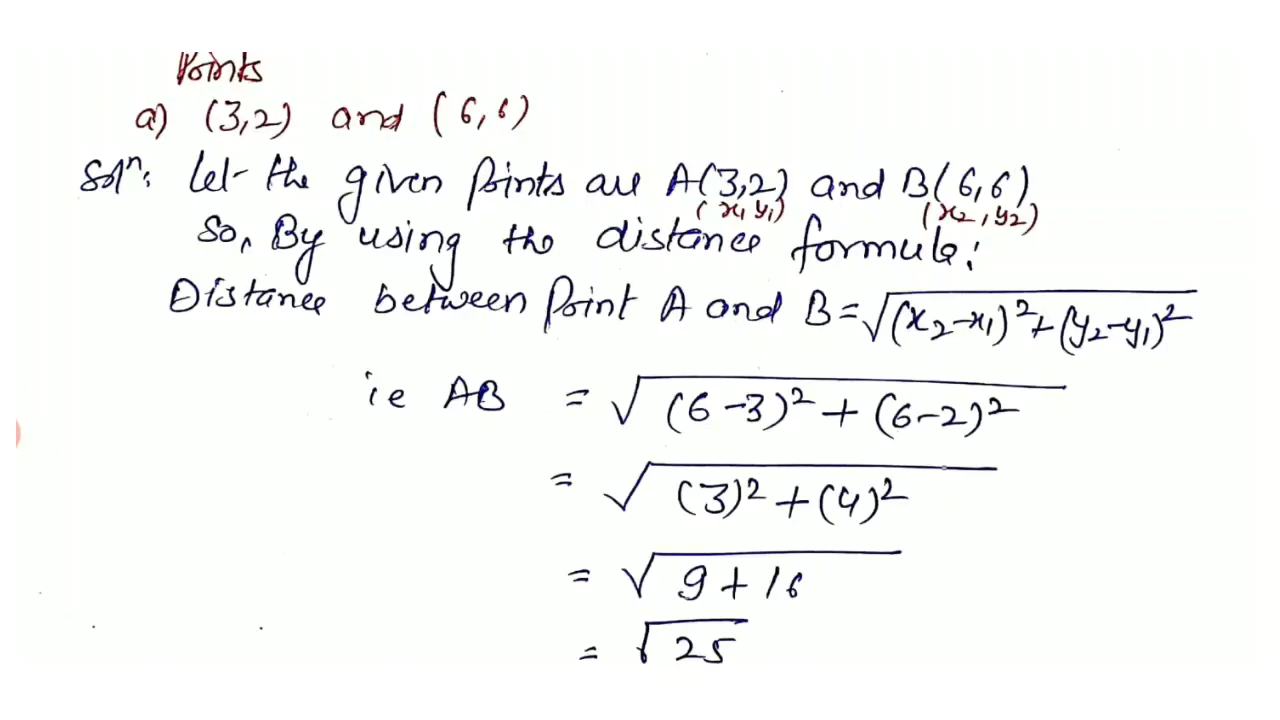 Points
a) (3,2) and (6,6)
Solⁿ: Let the given Points are A(3,2) and B(6,6)
(x₁ y₁) (x₂, y₂)
So, By using the distance formula:
Distance between Point A and B = √(x₂-x₁)²+(y₂-y₁)²
ie AB = √(6-3)² + (6-2)²
= √(3)² + (4)²
= √9 + 16
= √25